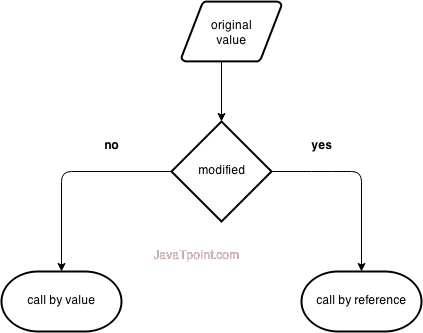 original
value
no
yes
modified
JavaTpoint.com
call by value
call by reference